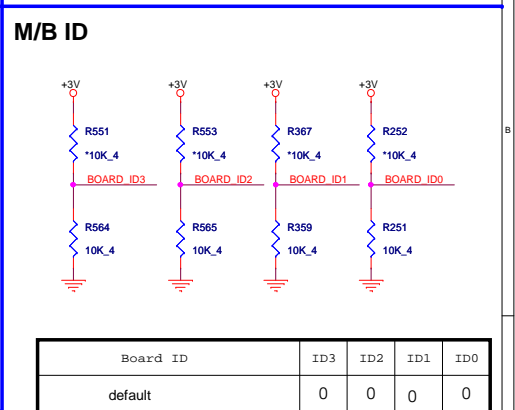 M/B ID
+3V +3V +3V +3V
R551 R553 R367 R252
*10K_4 *10K_4 *10K_4 *10K_4
BOARD_ID3 BOARD_ID2 BOARD_ID1 BOARD_ID0
R564 R565 R359 R251
10K_4 10K_4 10K_4 10K_4
B
Board ID ID3 ID2 ID1 ID0
default 0 0 0 0